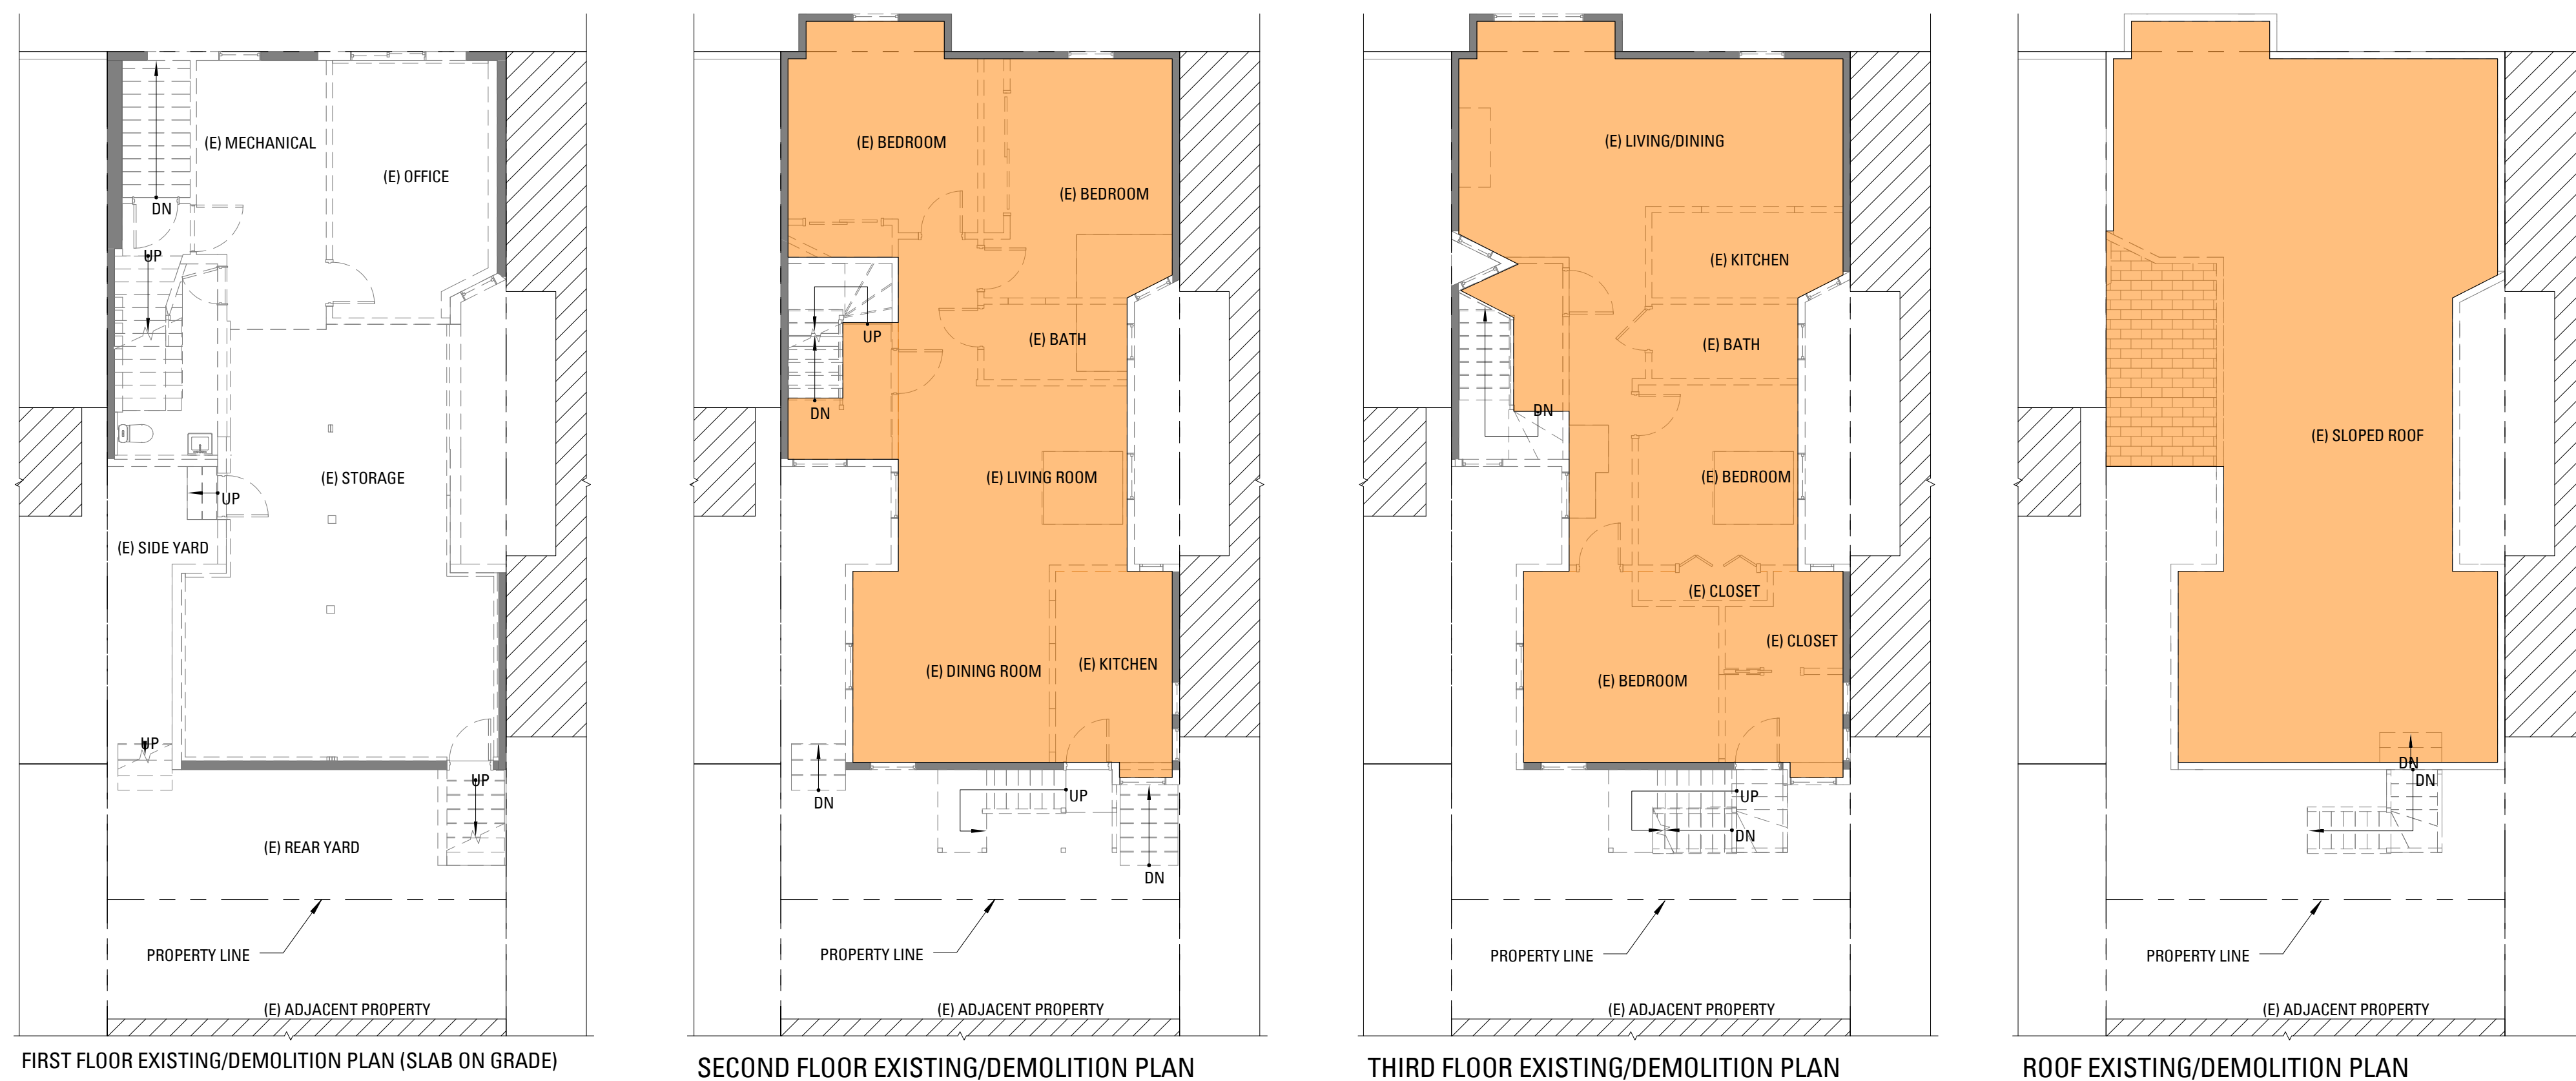 (E) MECHANICAL
(E) OFFICE
DN
UP
(E) STORAGE
UP
(E) SIDE YARD
UP
UP
(E) REAR YARD
PROPERTY LINE
(E) ADJACENT PROPERTY
FIRST FLOOR EXISTING/DEMOLITION PLAN (SLAB ON GRADE)
(E) BEDROOM
(E) BEDROOM
UP
(E) BATH
DN
(E) LIVING ROOM
(E) KITCHEN
(E) DINING ROOM
UP
DN
DN
PROPERTY LINE
(E) ADJACENT PROPERTY
SECOND FLOOR EXISTING/DEMOLITION PLAN
(E) LIVING/DINING
(E) KITCHEN
(E) BATH
DN
(E) BEDROOM
(E) CLOSET
(E) CLOSET
(E) BEDROOM
UP
DN
PROPERTY LINE
(E) ADJACENT PROPERTY
THIRD FLOOR EXISTING/DEMOLITION PLAN
(E) SLOPED ROOF
DN
DN
PROPERTY LINE
(E) ADJACENT PROPERTY
ROOF EXISTING/DEMOLITION PLAN